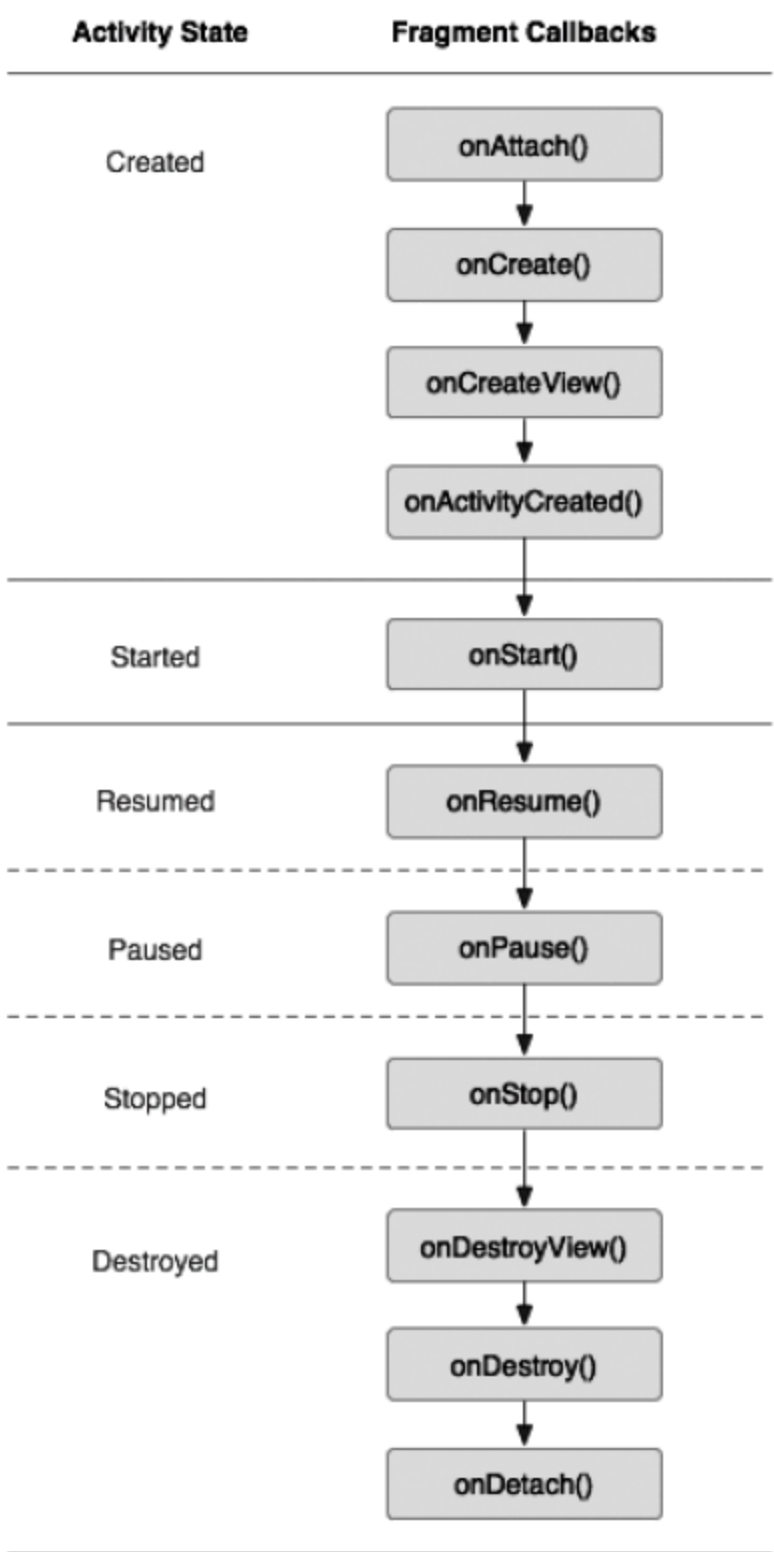 Activity State Fragment Callbacks
Created
onAttach()
onCreate()
onCreateView()
onActivityCreated()
Started
onStart()
Resumed
onResume()
Paused
onPause()
Stopped
onStop()
Destroyed
onDestroyView()
onDestroy()
onDetach()